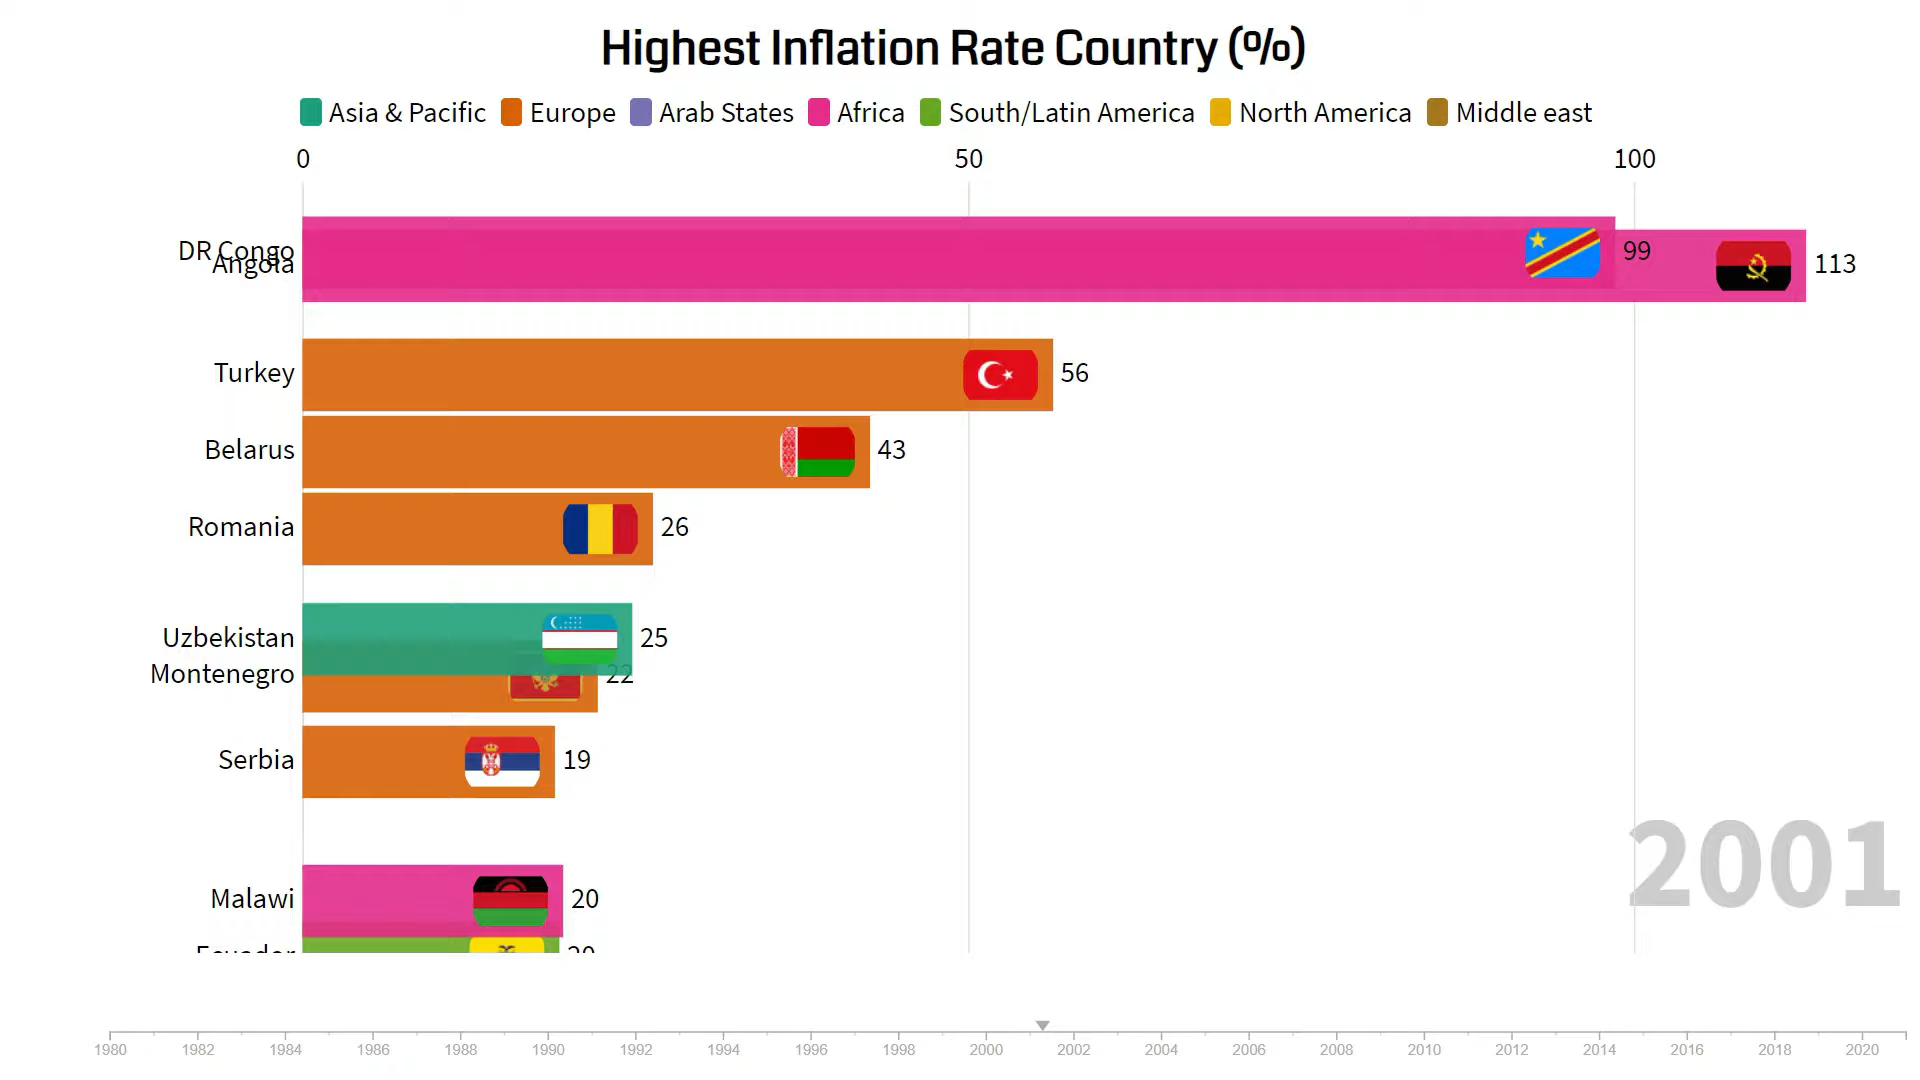 Highest Inflation Rate Country (%)
Asia & Pacific Europe Arab States Africa South/Latin America North America Middle east
0 50 100
DR Congo 99
Angola 113
Turkey 56
Belarus 43
Romania 26
Uzbekistan 25
Montenegro 22
Serbia 19
2001
Malawi 20
Ecuador 20
1980 1982 1984 1986 1988 1990 1992 1994 1996 1998 2000 2002 2004 2006 2008 2010 2012 2014 2016 2018 2020